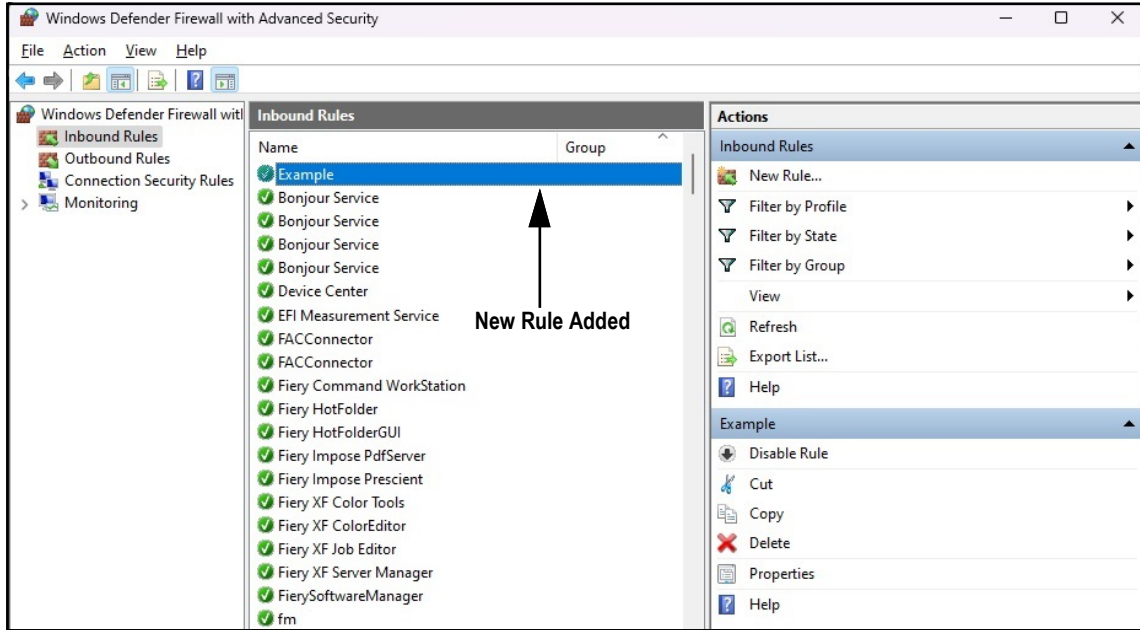 Windows Defender Firewall with Advanced Security
File Action View Help
Windows Defender Firewall witl
Inbound Rules
Outbound Rules
Connection Security Rules
Monitoring
Inbound Rules
Name Group
Example
Bonjour Service
Bonjour Service
Bonjour Service
Bonjour Service
Device Center
EFI Measurement Service
FACConnector
FACConnector
Fiery Command WorkStation
Fiery HotFolder
Fiery HotFolderGUI
Fiery Impose PdfServer
Fiery Impose Prescient
Fiery XF Color Tools
Fiery XF ColorEditor
Fiery XF Job Editor
Fiery XF Server Manager
FierySoftwareManager
fm
New Rule Added
Actions
Inbound Rules
New Rule...
Filter by Profile
Filter by State
Filter by Group
View
Refresh
Export List...
Help
Example
Disable Rule
Cut
Copy
Delete
Properties
Help